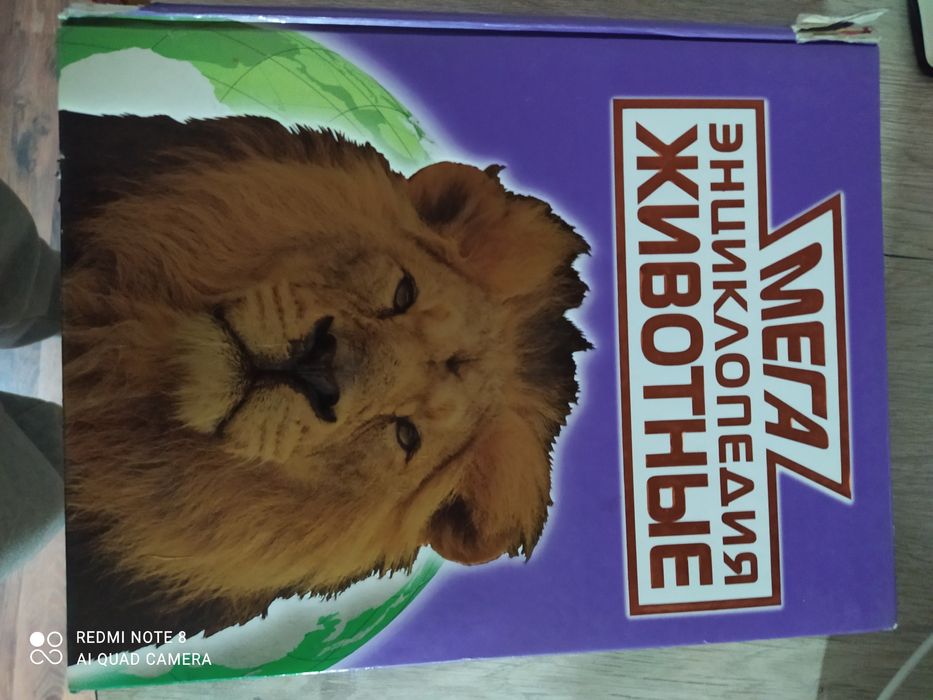 МЕГА
ЭНЦИКЛОПЕДИЯ
ЖИВОТНЫЕ
REDMI NOTE 8
AI QUAD CAMERA